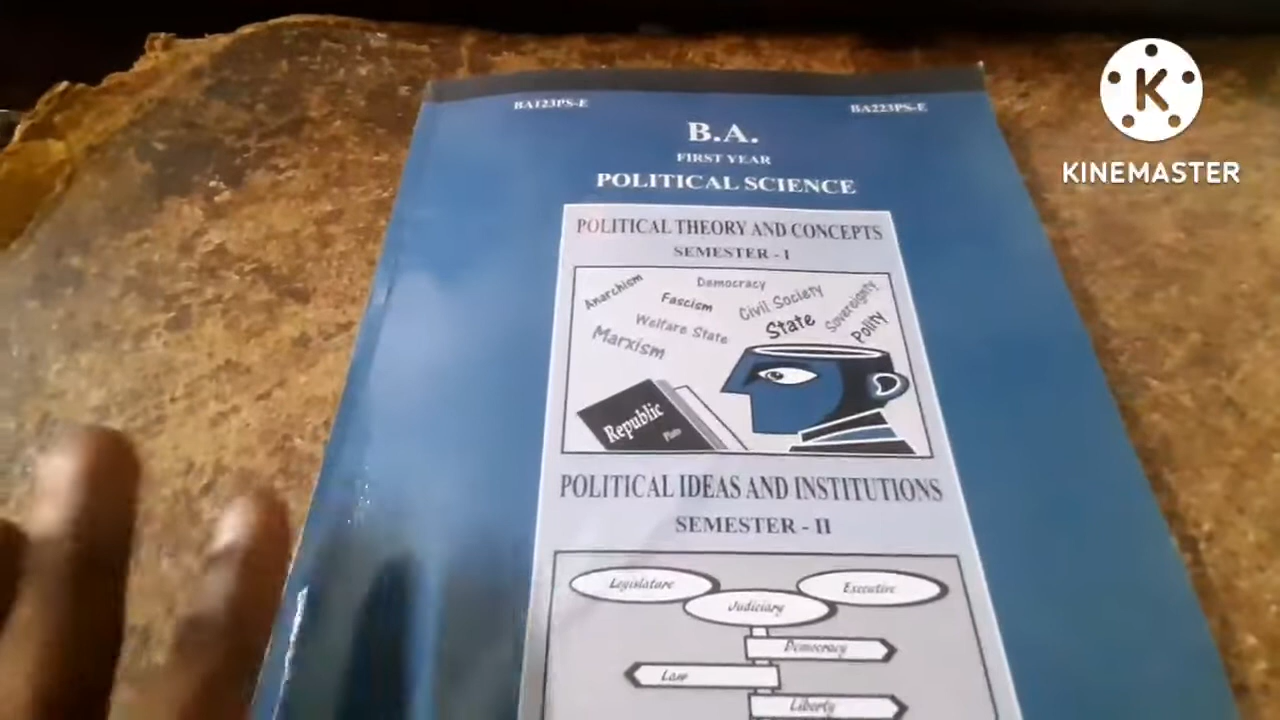 BA123PS-E
BA223PS-E
B.A.
FIRST YEAR
POLITICAL SCIENCE
POLITICAL THEORY AND CONCEPTS
SEMESTER - I
Anarchism
Democracy
Fascism
Civil Society
Sovereignty
Welfare State
State
Polity
Marxism
Republic
Plato
POLITICAL IDEAS AND INSTITUTIONS
SEMESTER - II
Legislature
Executive
Judiciary
Democracy
Law
Liberty
K
KINEMASTER